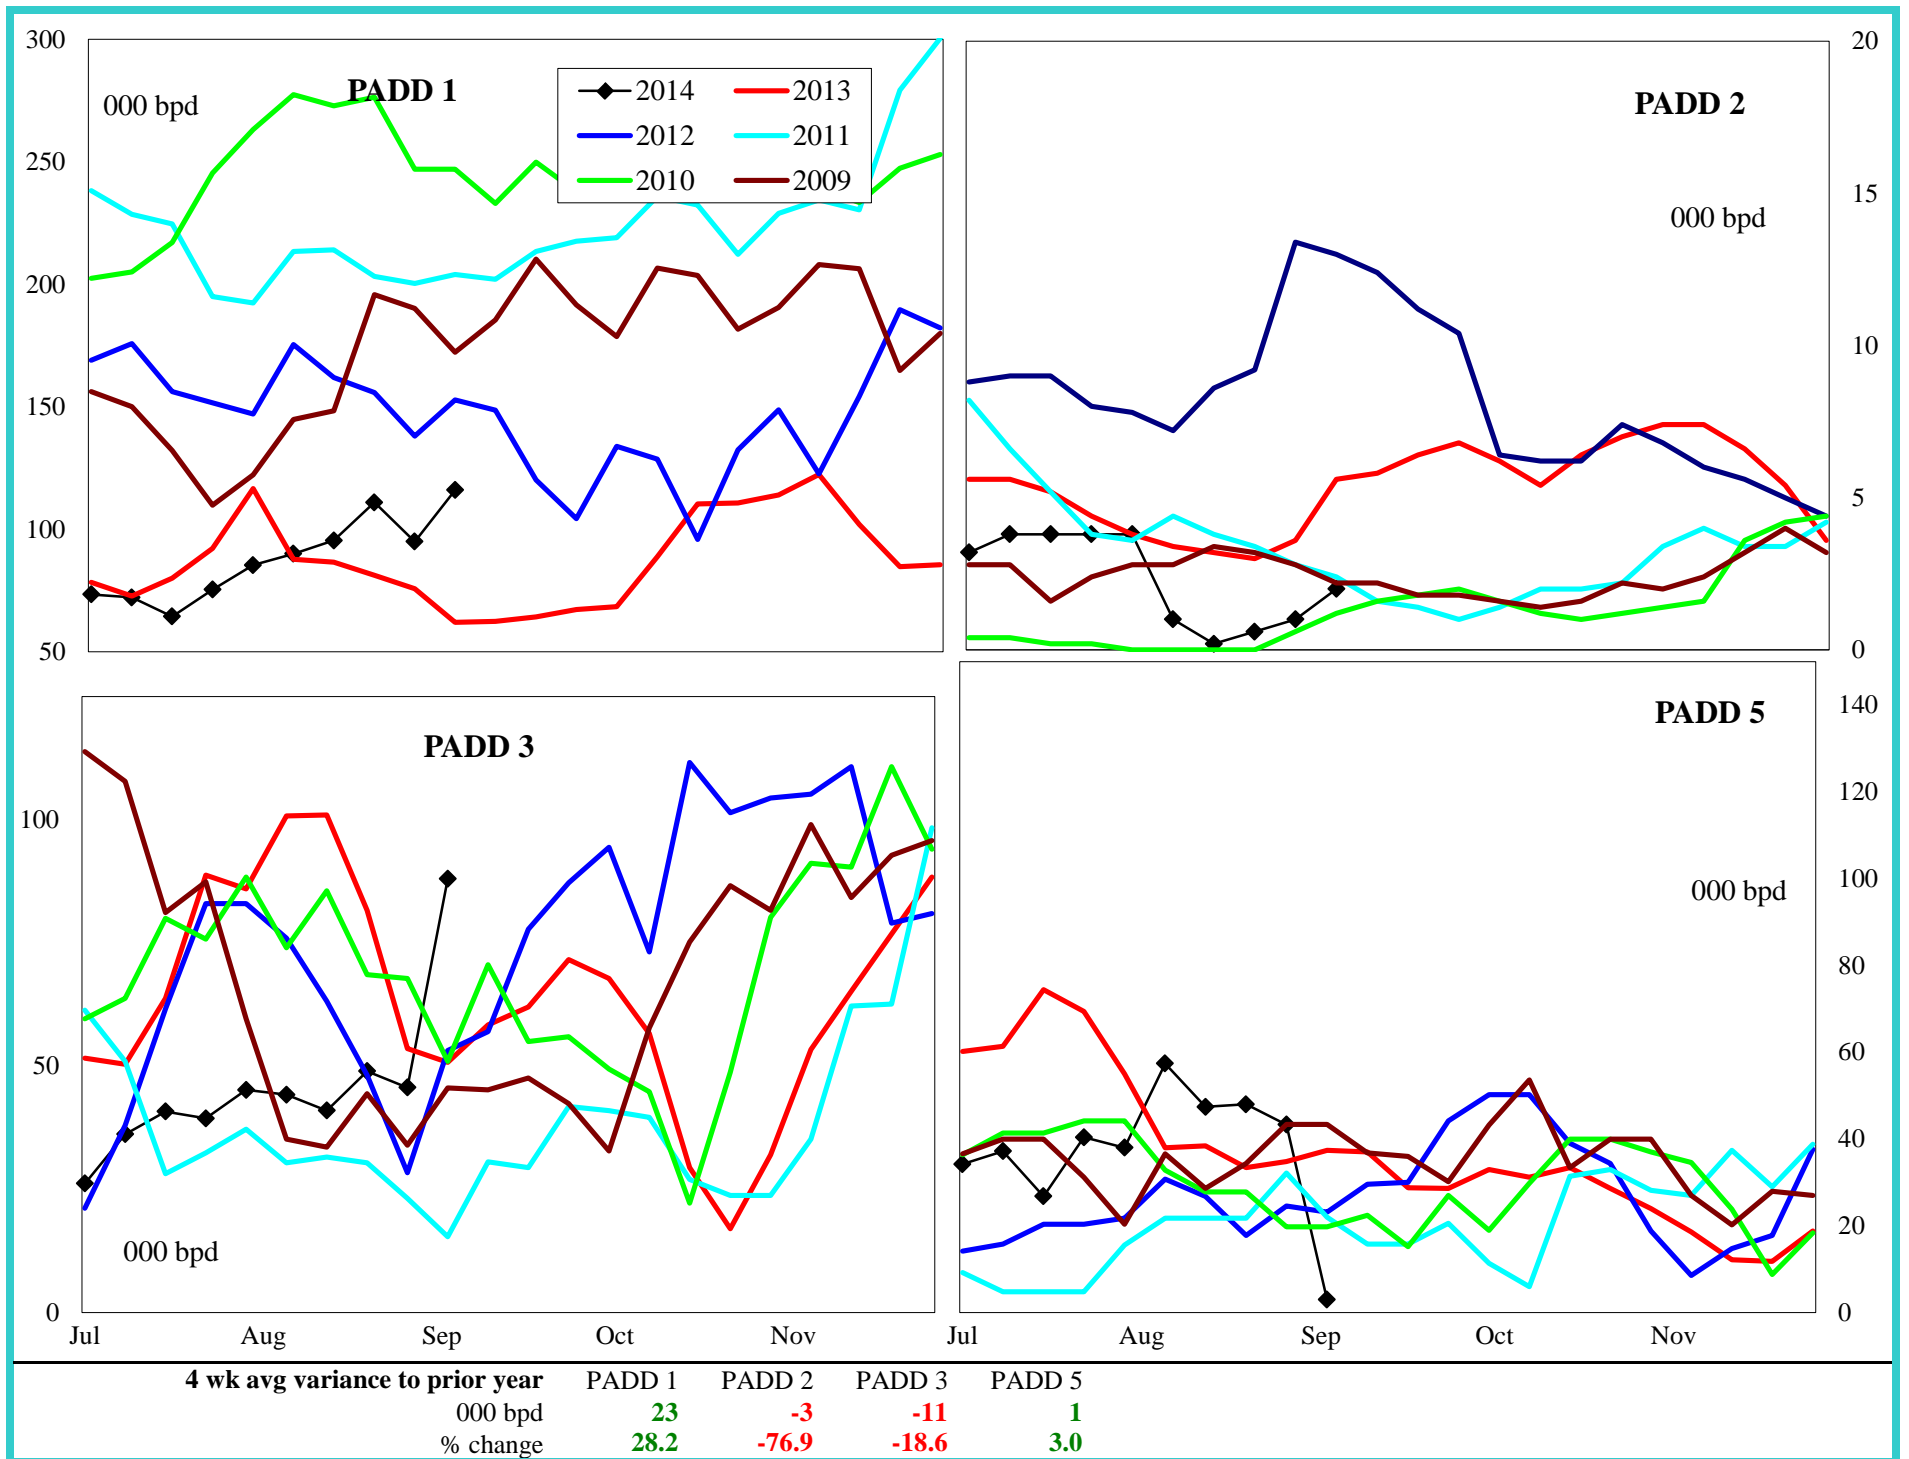 300
250
200
150
100
50
PADD 1
000 bpd
2014 2013
2012 2011
2010 2009
PADD 2
000 bpd
20
15
10
5
0
PADD 3
000 bpd
100
50
0
Jul Aug Sep Oct Nov
PADD 5
000 bpd
140
120
100
80
60
40
20
0
Jul Aug Sep Oct Nov
4 wk avg variance to prior year PADD 1 PADD 2 PADD 3 PADD 5
000 bpd 23 -3 -11 1
% change 28.2 -76.9 -18.6 3.0